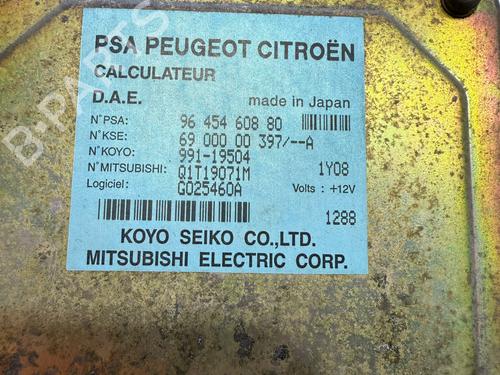 PSA PEUGEOT CITROËN
CALCULATEUR
D.A.E. made in Japan
N°PSA: 96 454 608 80
N°KSE: 69 000 00 397/--A
N°KOYO: 991-19504
N°MITSUBISHI: Q1T19071M 1Y08
Logiciel: G025460A Volts : +12V
1288
KOYO SEIKO CO.,LTD.
MITSUBISHI ELECTRIC CORP.
B-PARTS